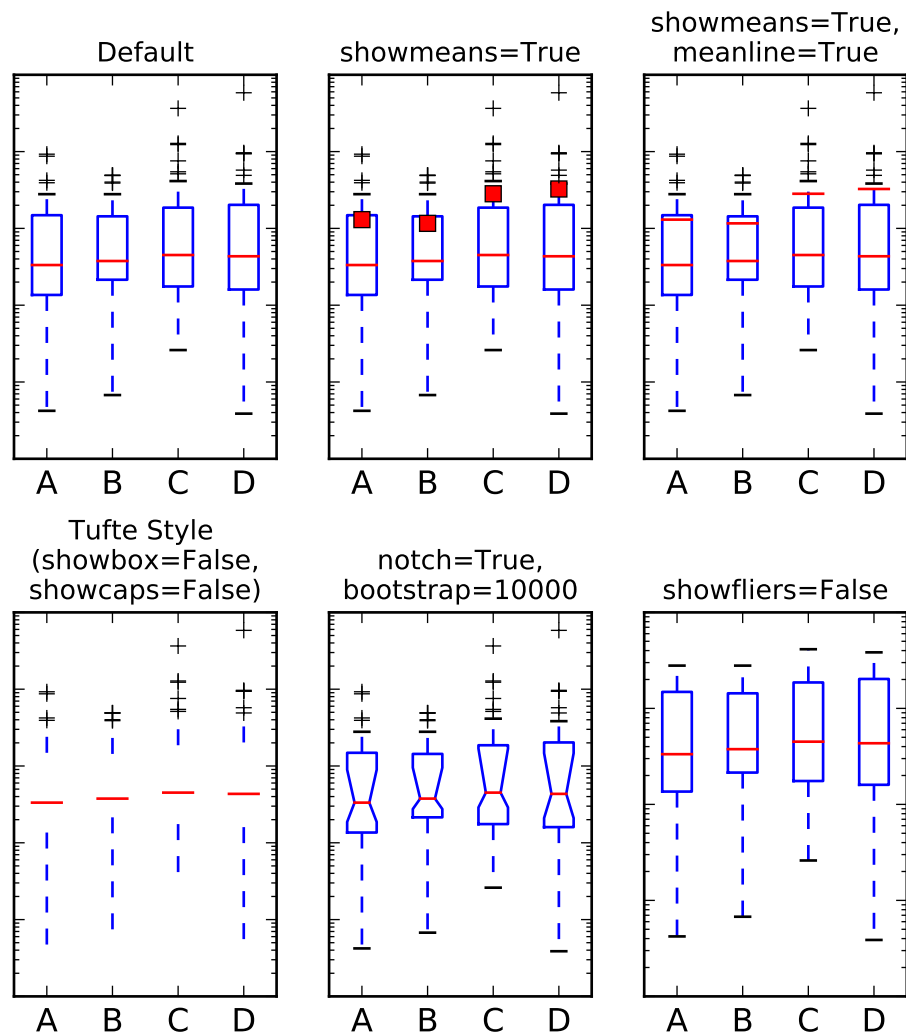 Default
showmeans=True
showmeans=True,
meanline=True
A B C D
A B C D
A B C D
Tufte Style
(showbox=False,
showcaps=False)
notch=True,
bootstrap=10000
showfliers=False
A B C D
A B C D
A B C D